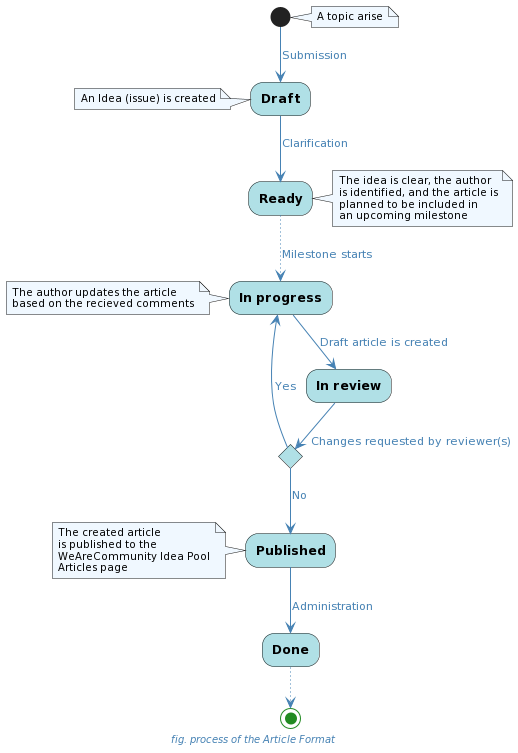 A topic arise
Submission
An Idea (issue) is created
Draft
Clarification
Ready
The idea is clear, the author
is identified, and the article is
planned to be included in
an upcoming milestone
Milestone starts
The author updates the article
based on the recieved comments
In progress
Draft article is created
In review
Yes
Changes requested by reviewer(s)
No
The created article
is published to the
WeAreCommunity Idea Pool
Articles page
Published
Administration
Done
fig. process of the Article Format